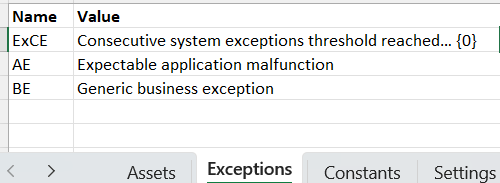 Name Value
ExCE Consecutive system exceptions threshold reached... {0}
AE Expectable application malfunction
BE Generic business exception
Assets Exceptions Constants Settings